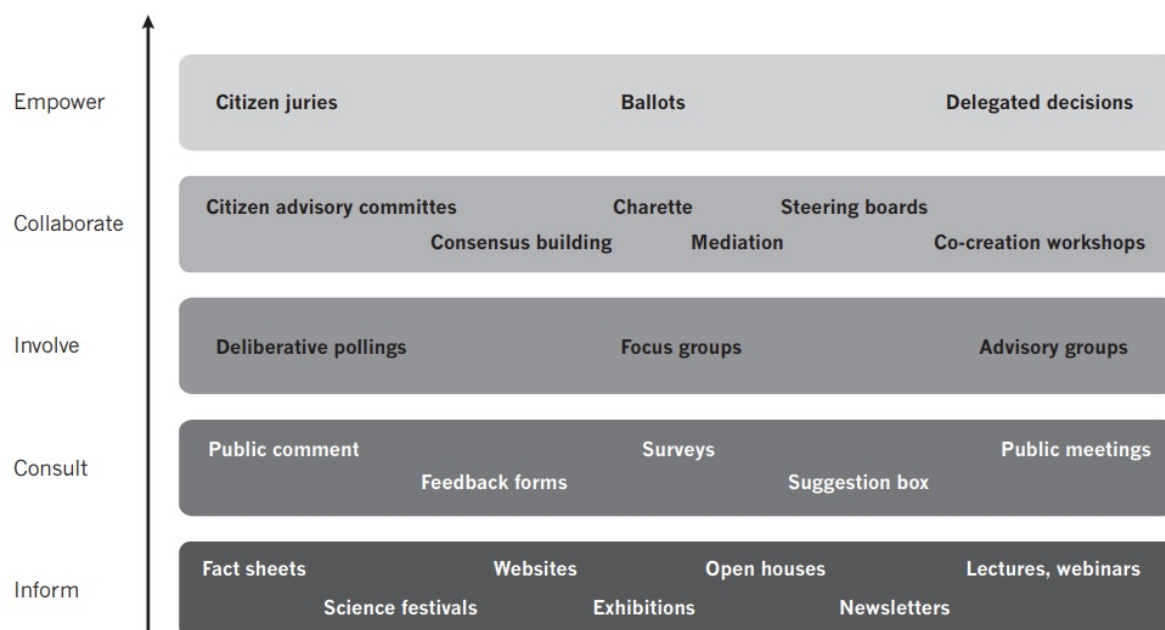 Empower
Citizen juries Ballots Delegated decisions
Collaborate
Citizen advisory committes Charette Steering boards
Consensus building Mediation Co-creation workshops
Involve
Deliberative pollings Focus groups Advisory groups
Consult
Public comment Surveys Public meetings
Feedback forms Suggestion box
Inform
Fact sheets Websites Open houses Lectures, webinars
Science festivals Exhibitions Newsletters